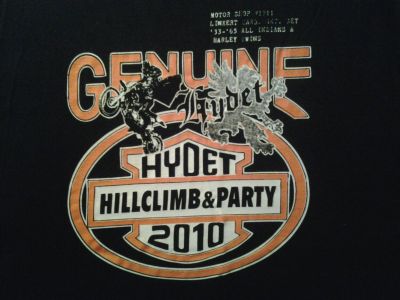 MOTOR SHOP
'33-'65 ALL INDIANS &
HARLEY TWINS
GENUINE
Hydet
HYDET
HILLCLIMB & PARTY
2010